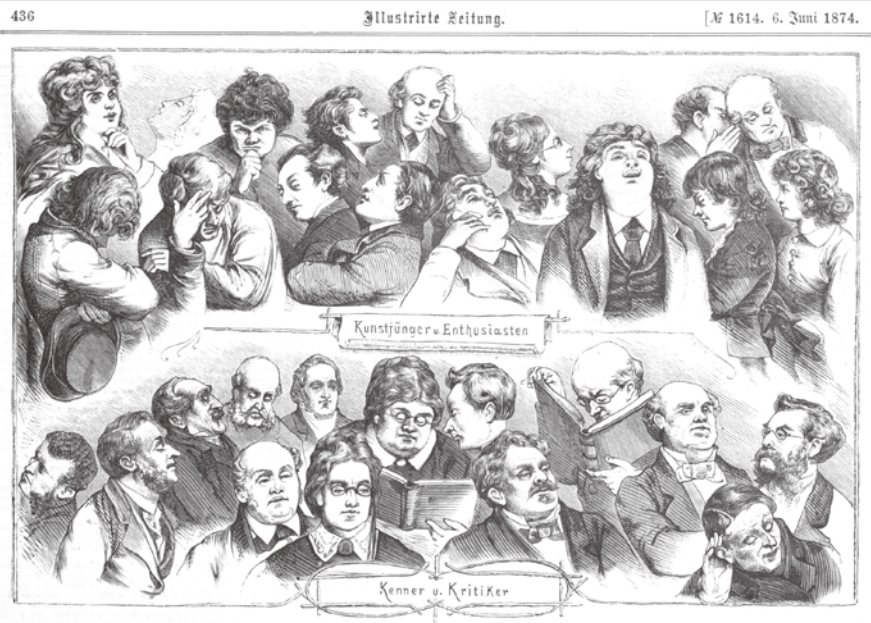 436
Illustrirte Zeitung.
[№ 1614. 6. Juni 1874.
Kunstjünger u. Enthusiasten
Kenner u. Kritiker